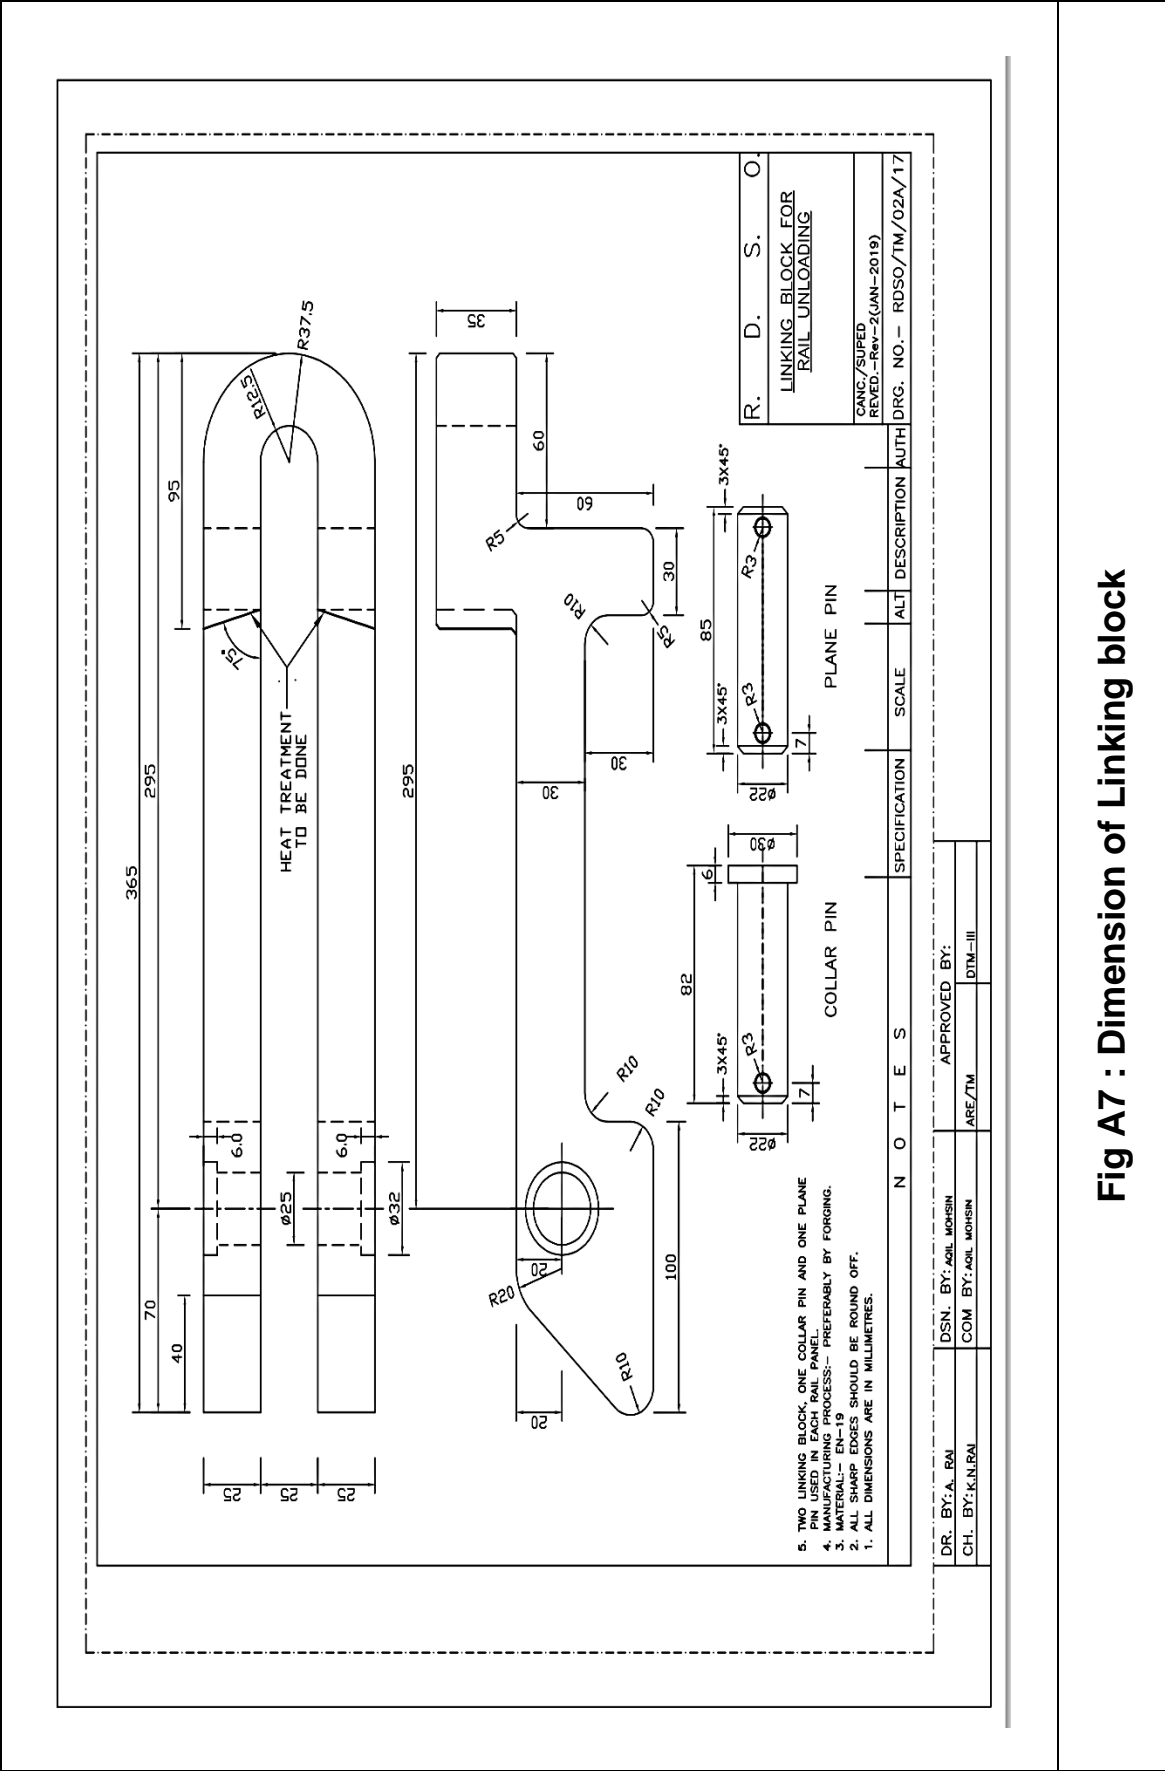 365
295
95
R37.5
R12.5
75°
HEAT TREATMENT
TO BE DONE
6.0
6.0
ø25
ø32
70
40
25
25
25
295
35
60
60
R5
30
R10
R5
30
30
R10
R10
20
R20
20
R10
100
82
6
ø30
3X45°
R3
7
ø22
COLLAR PIN
85
3X45°
3X45°
R3
R3
7
ø22
PLANE PIN
5. TWO LINKING BLOCK, ONE COLLAR PIN AND ONE PLANE
PIN USED IN EACH RAIL PANEL.
4. MANUFACTURING PROCESS:- PREFERABLY BY FORGING.
3. MATERIAL:- EN-19
2. ALL SHARP EDGES SHOULD BE ROUND OFF.
1. ALL DIMENSIONS ARE IN MILLIMETRES.
N O T E S
SPECIFICATION
SCALE
ALT
DESCRIPTION
AUTH
R. D. S. O.
LINKING BLOCK FOR
RAIL UNLOADING
CANC./SUPED
REVED.-Rev-2(JAN-2019)
DRG. NO.- RDSO/TM/02A/17
DR. BY: A. RAI
DSN. BY: AQIL MOHSIN
APPROVED BY:
CH. BY: K.N.RAI
COM BY: AQIL MOHSIN
ARE/TM
DTM-III
Fig A7 : Dimension of Linking block